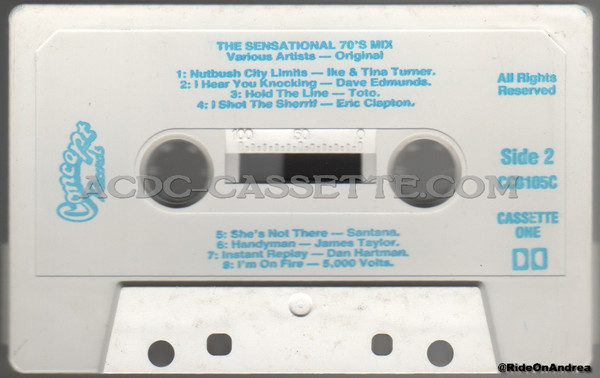 THE SENSATIONAL 70'S MIX
Various Artists — Original
1: Nutbush City Limits — Ike & Tina Turner.
2: I Hear You Knocking — Dave Edmunds.
3: Hold The Line — Toto.
4: I Shot The Sherrif — Eric Clapton.
All Rights
Reserved
Concept
Records
100 50 0
Side 2
ACDC-CASSETTE.COM
CC6105C
5: She's Not There — Santana.
6: Handyman — James Taylor.
7: Instant Replay — Dan Hartman.
8: I'm On Fire — 5,000 Volts.
CASSETTE
ONE
@RideOnAndrea